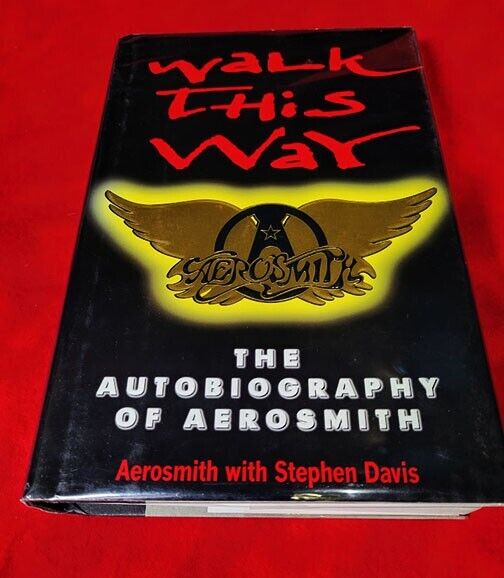 WaLK
THis
WaY
AEROSMITH
THE
AUTOBIOGRAPHY
OF AEROSMITH
Aerosmith with Stephen Davis